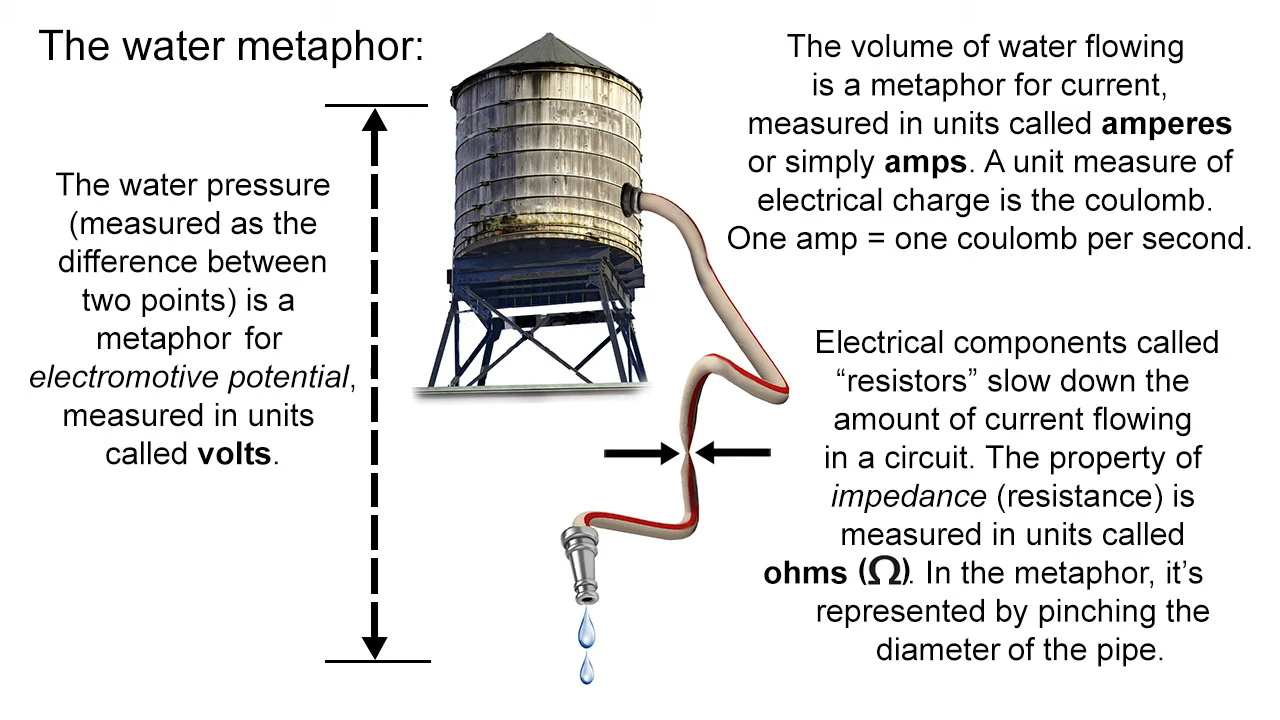 The water metaphor:
The water pressure
(measured as the
difference between
two points) is a
metaphor for
electromotive potential,
measured in units
called volts.
The volume of water flowing
is a metaphor for current,
measured in units called amperes
or simply amps. A unit measure of
electrical charge is the coulomb.
One amp = one coulomb per second.
Electrical components called
“resistors” slow down the
amount of current flowing
in a circuit. The property of
impedance (resistance) is
measured in units called
ohms (Ω). In the metaphor, it’s
represented by pinching the
diameter of the pipe.